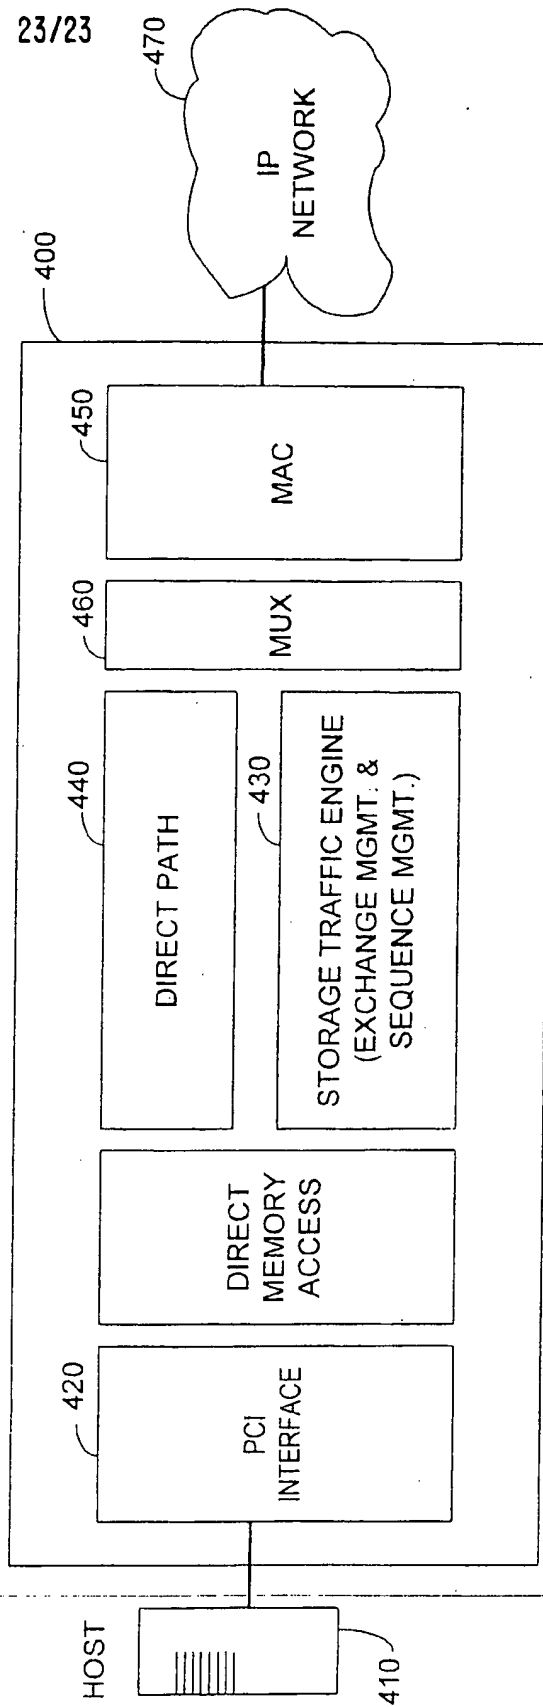 23/23
HOST
410
420
PCI
INTERFACE
DIRECT
MEMORY
ACCESS
440
DIRECT PATH
430
STORAGE TRAFFIC ENGINE
(EXCHANGE MGMT. &
SEQUENCE MGMT.)
460
MUX
450
MAC
400
470
IP
NETWORK